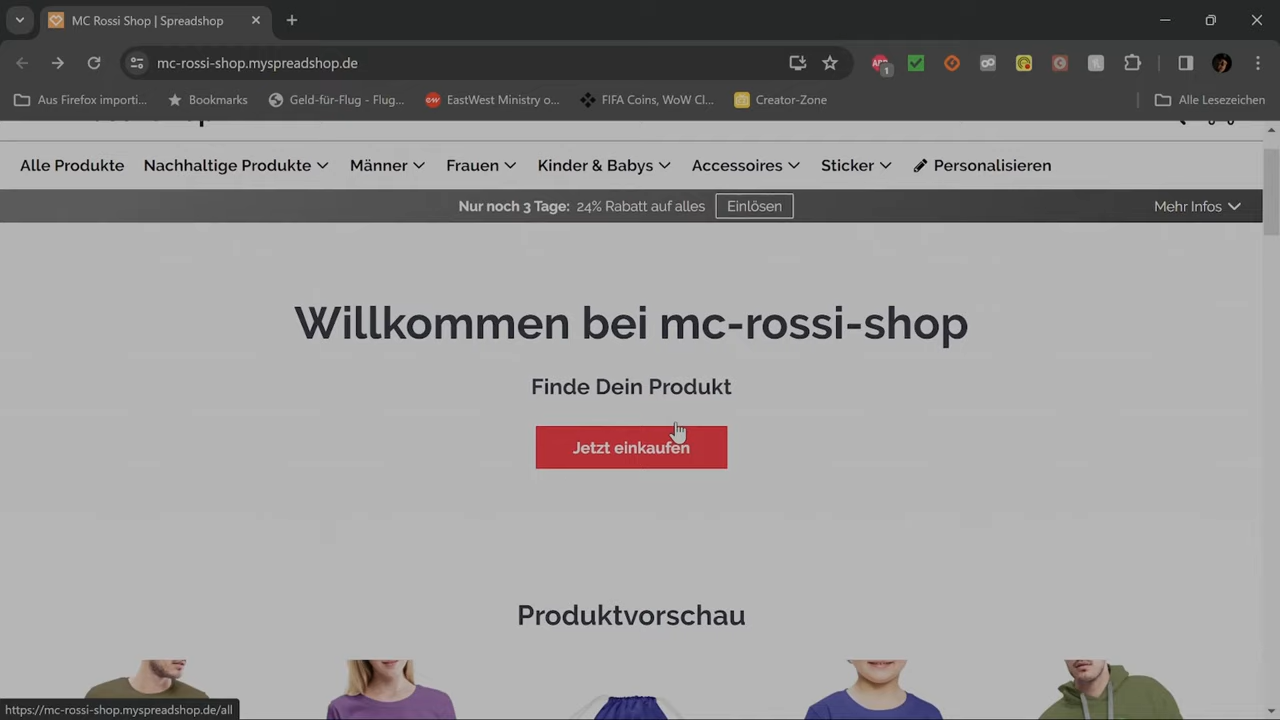 MC Rossi Shop | Spreadshop
mc-rossi-shop.myspreadshop.de
1
Aus Firefox importi...
Bookmarks
Geld-für-Flug - Flug...
EastWest Ministry o...
FIFA Coins, WoW Cl...
Creator-Zone
Alle Lesezeichen
Alle Produkte
Nachhaltige Produkte
Männer
Frauen
Kinder & Babys
Accessoires
Sticker
Personalisieren
Nur noch 3 Tage: 24% Rabatt auf alles
Einlösen
Mehr Infos
Willkommen bei mc-rossi-shop
Finde Dein Produkt
Jetzt einkaufen
Produktvorschau
https://mc-rossi-shop.myspreadshop.de/all